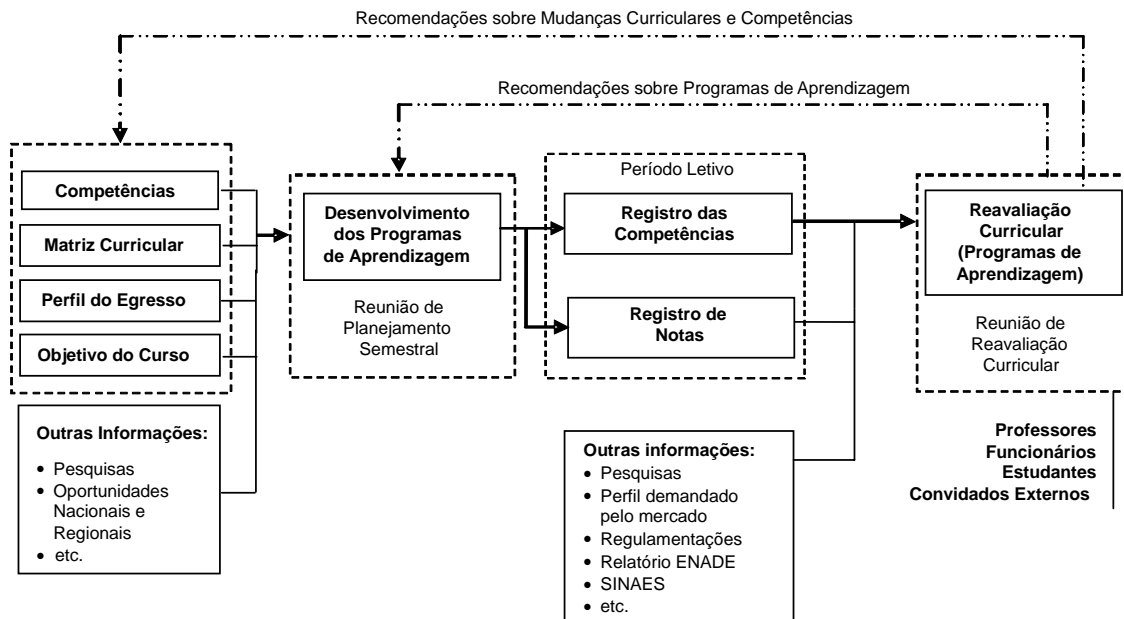 Recomendações sobre Mudanças Curriculares e Competências
Recomendações sobre Programas de Aprendizagem
Competências
Matriz Curricular
Perfil do Egresso
Objetivo do Curso
Outras Informações:
• Pesquisas
• Oportunidades
Nacionais e
Regionais
• etc.
Desenvolvimento
dos Programas
de Aprendizagem
Reunião de
Planejamento
Semestral
Período Letivo
Registro das
Competências
Registro de
Notas
Outras informações:
• Pesquisas
• Perfil demandado
pelo mercado
• Regulamentações
• Relatório ENADE
• SINAES
• etc.
Reavaliação
Curricular
(Programas de
Aprendizagem)
Reunião de
Reavaliação
Curricular
Professores
Funcionários
Estudantes
Convidados Externos